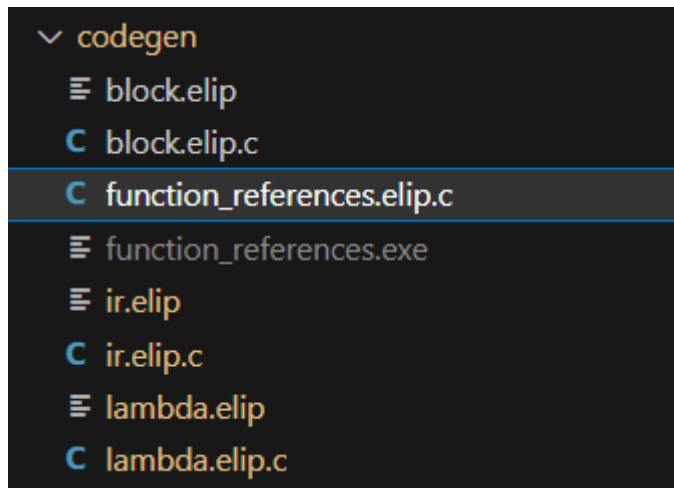 codegen
block.elip
C block.elip.c
C function_references.elip.c
function_references.exe
ir.elip
C ir.elip.c
lambda.elip
C lambda.elip.c